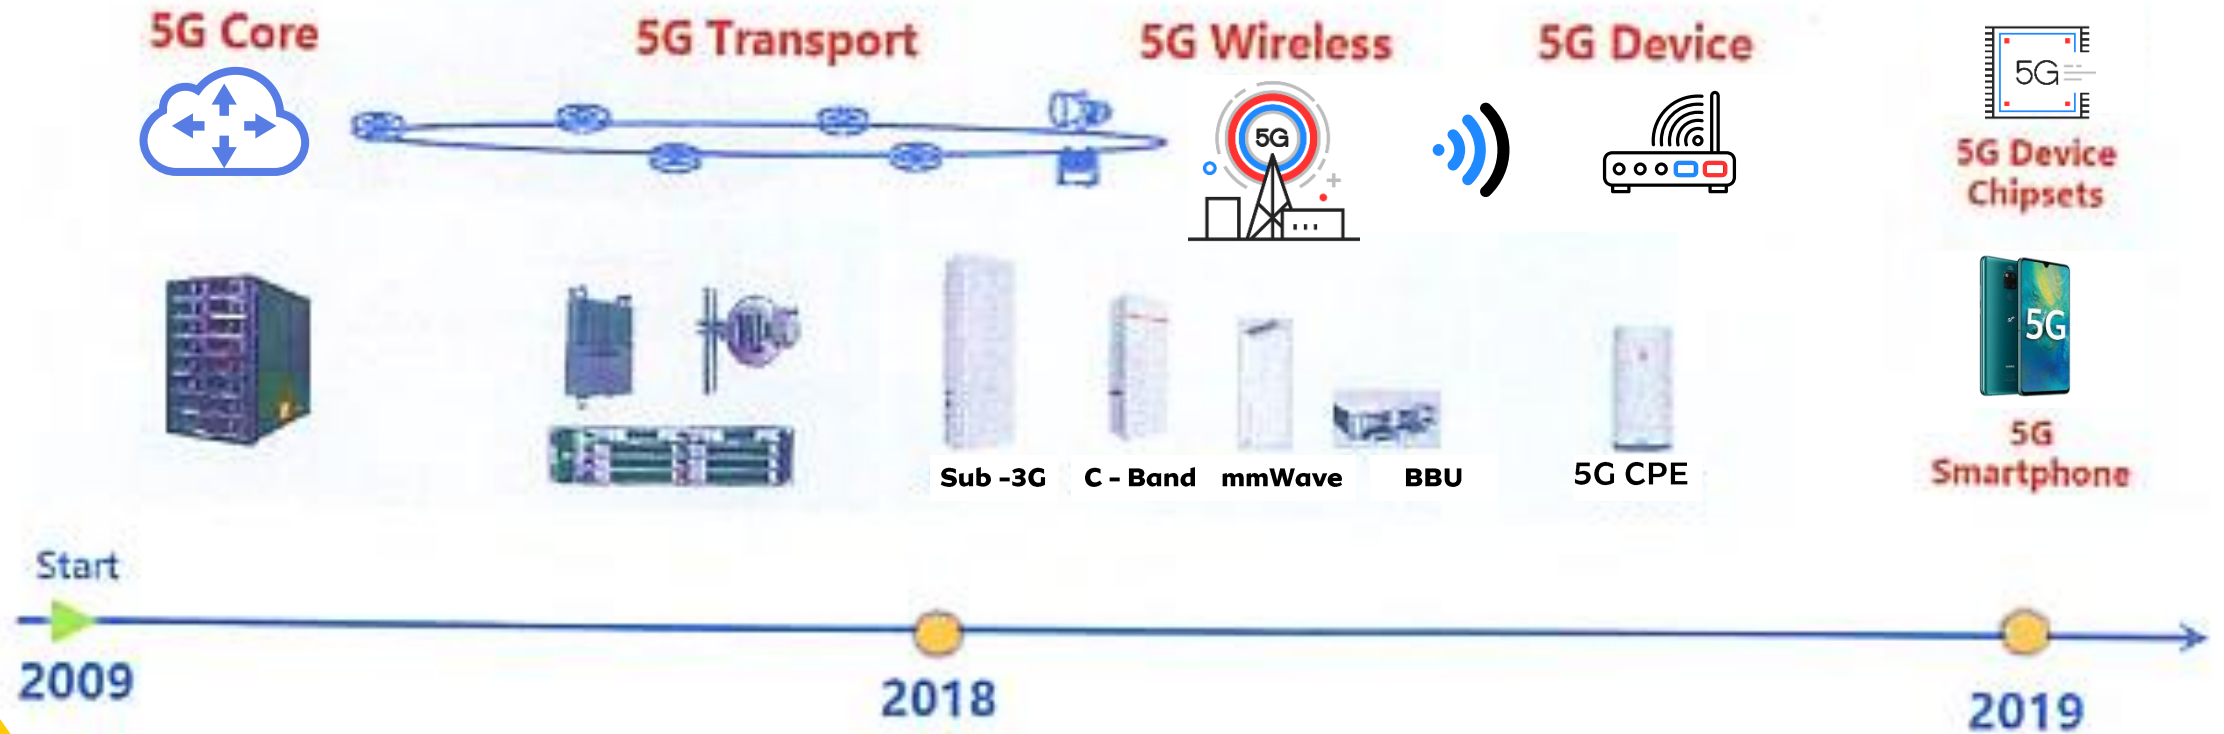 5G Core
5G Transport
5G Wireless
5G Device
5G
5G
5G Device
Chipsets
5G
Sub -3G
C - Band
mmWave
BBU
5G CPE
5G
Smartphone
Start
2009
2018
2019